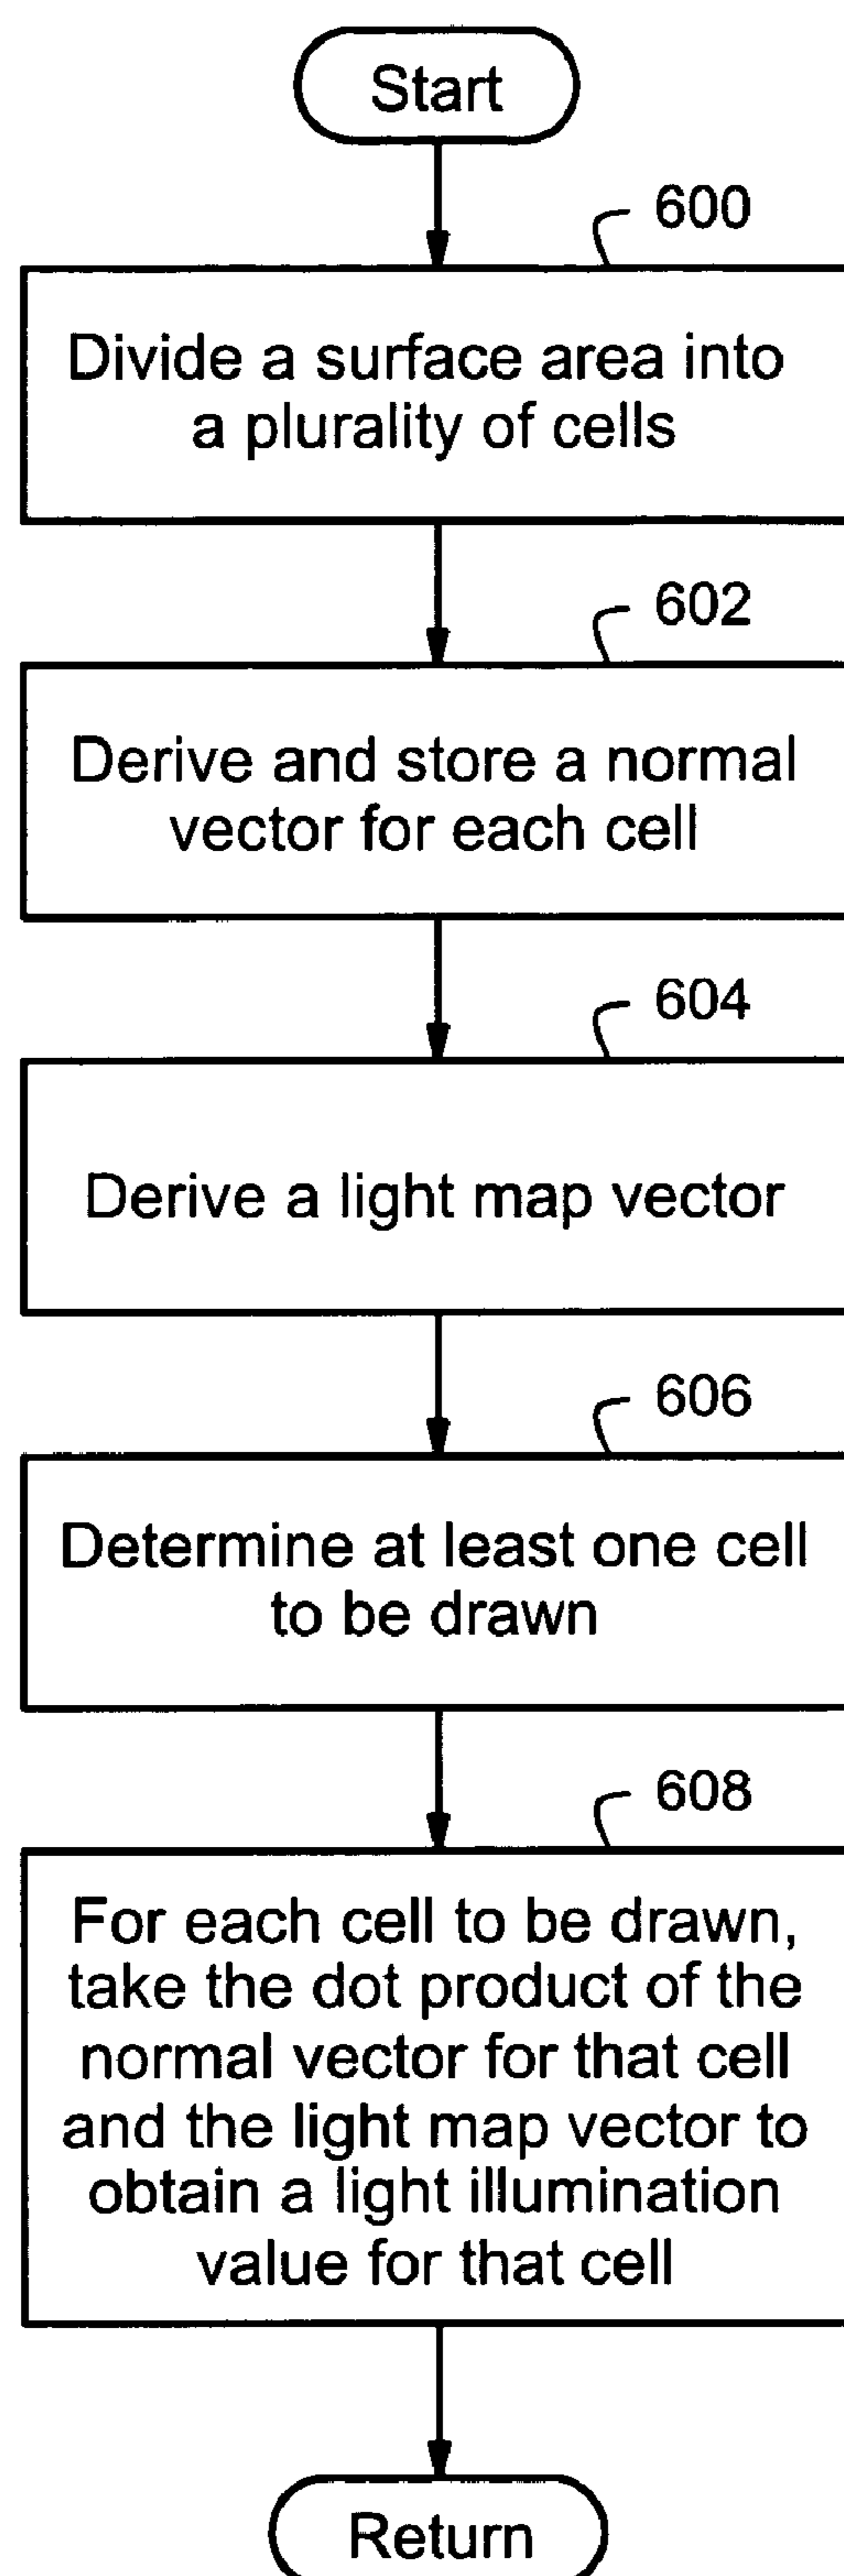 Start
600
Divide a surface area into
a plurality of cells
602
Derive and store a normal
vector for each cell
604
Derive a light map vector
606
Determine at least one cell
to be drawn
608
For each cell to be drawn,
take the dot product of the
normal vector for that cell
and the light map vector to
obtain a light illumination
value for that cell
Return